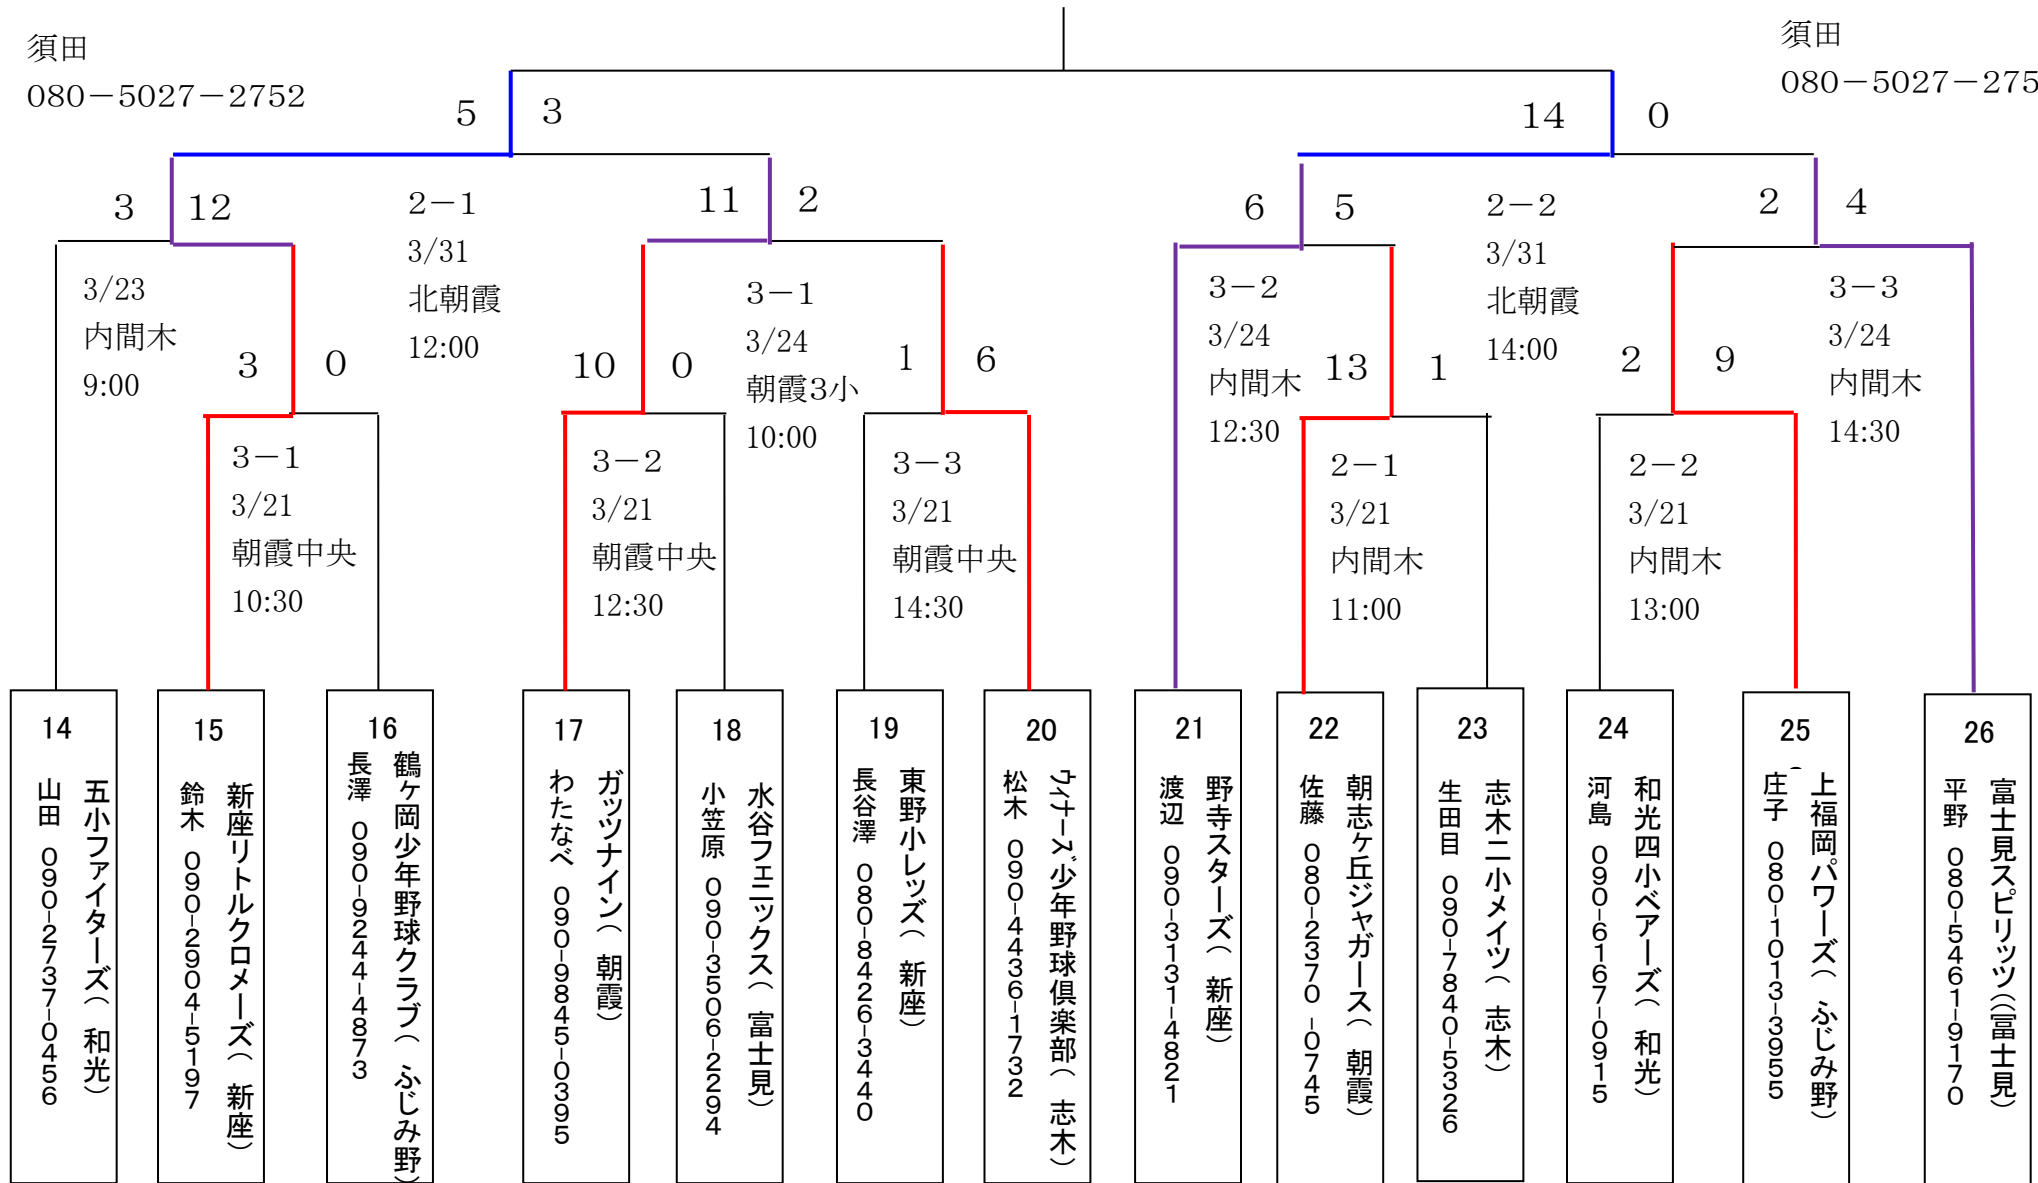 須田
080－5027－2752
須田
080－5027－275
5 3
14 0
3 12
11 2
6 5
2 4
2－1
3/31
北朝霞
12:00
2－2
3/31
北朝霞
14:00
3/23
内間木
9:00
3－1
3/24
朝霞3小
10:00
3－2
3/24
内間木
12:30
3－3
3/24
内間木
14:30
3 0
10 0
1 6
13 1
2 9
3－1
3/21
朝霞中央
10:30
3－2
3/21
朝霞中央
12:30
3－3
3/21
朝霞中央
14:30
2－1
3/21
内間木
11:00
2－2
3/21
内間木
13:00
14
五小ファイターズ（和光）
山田 090-2737-0456
15
新座リトルクロメーズ（新座）
鈴木 090-2904-5197
16
鶴ヶ岡少年野球クラブ（ふじみ野）
長澤 090-9244-4873
17
ガッツナイン（朝霞）
わたなべ 090-9845-0395
18
水谷フェニックス（富士見）
小笠原 090-3506-2294
19
東野小レッズ（新座）
長谷澤 080-8426-3440
20
ウィナーズ少年野球倶楽部（志木）
松木 090-4436-1732
21
野寺スターズ（新座）
渡辺 090-3131-4821
22
朝志ヶ丘ジャガース（朝霞）
佐藤 080-2370-0745
23
志木二小メイツ（志木）
生田目 090-7840-5326
24
和光四小ベアーズ（和光）
河島 090-6167-0915
25
上福岡パワーズ（ふじみ野）
庄子 080-1013-3955
26
富士見スピリッツ（富士見）
平野 080-5461-9170